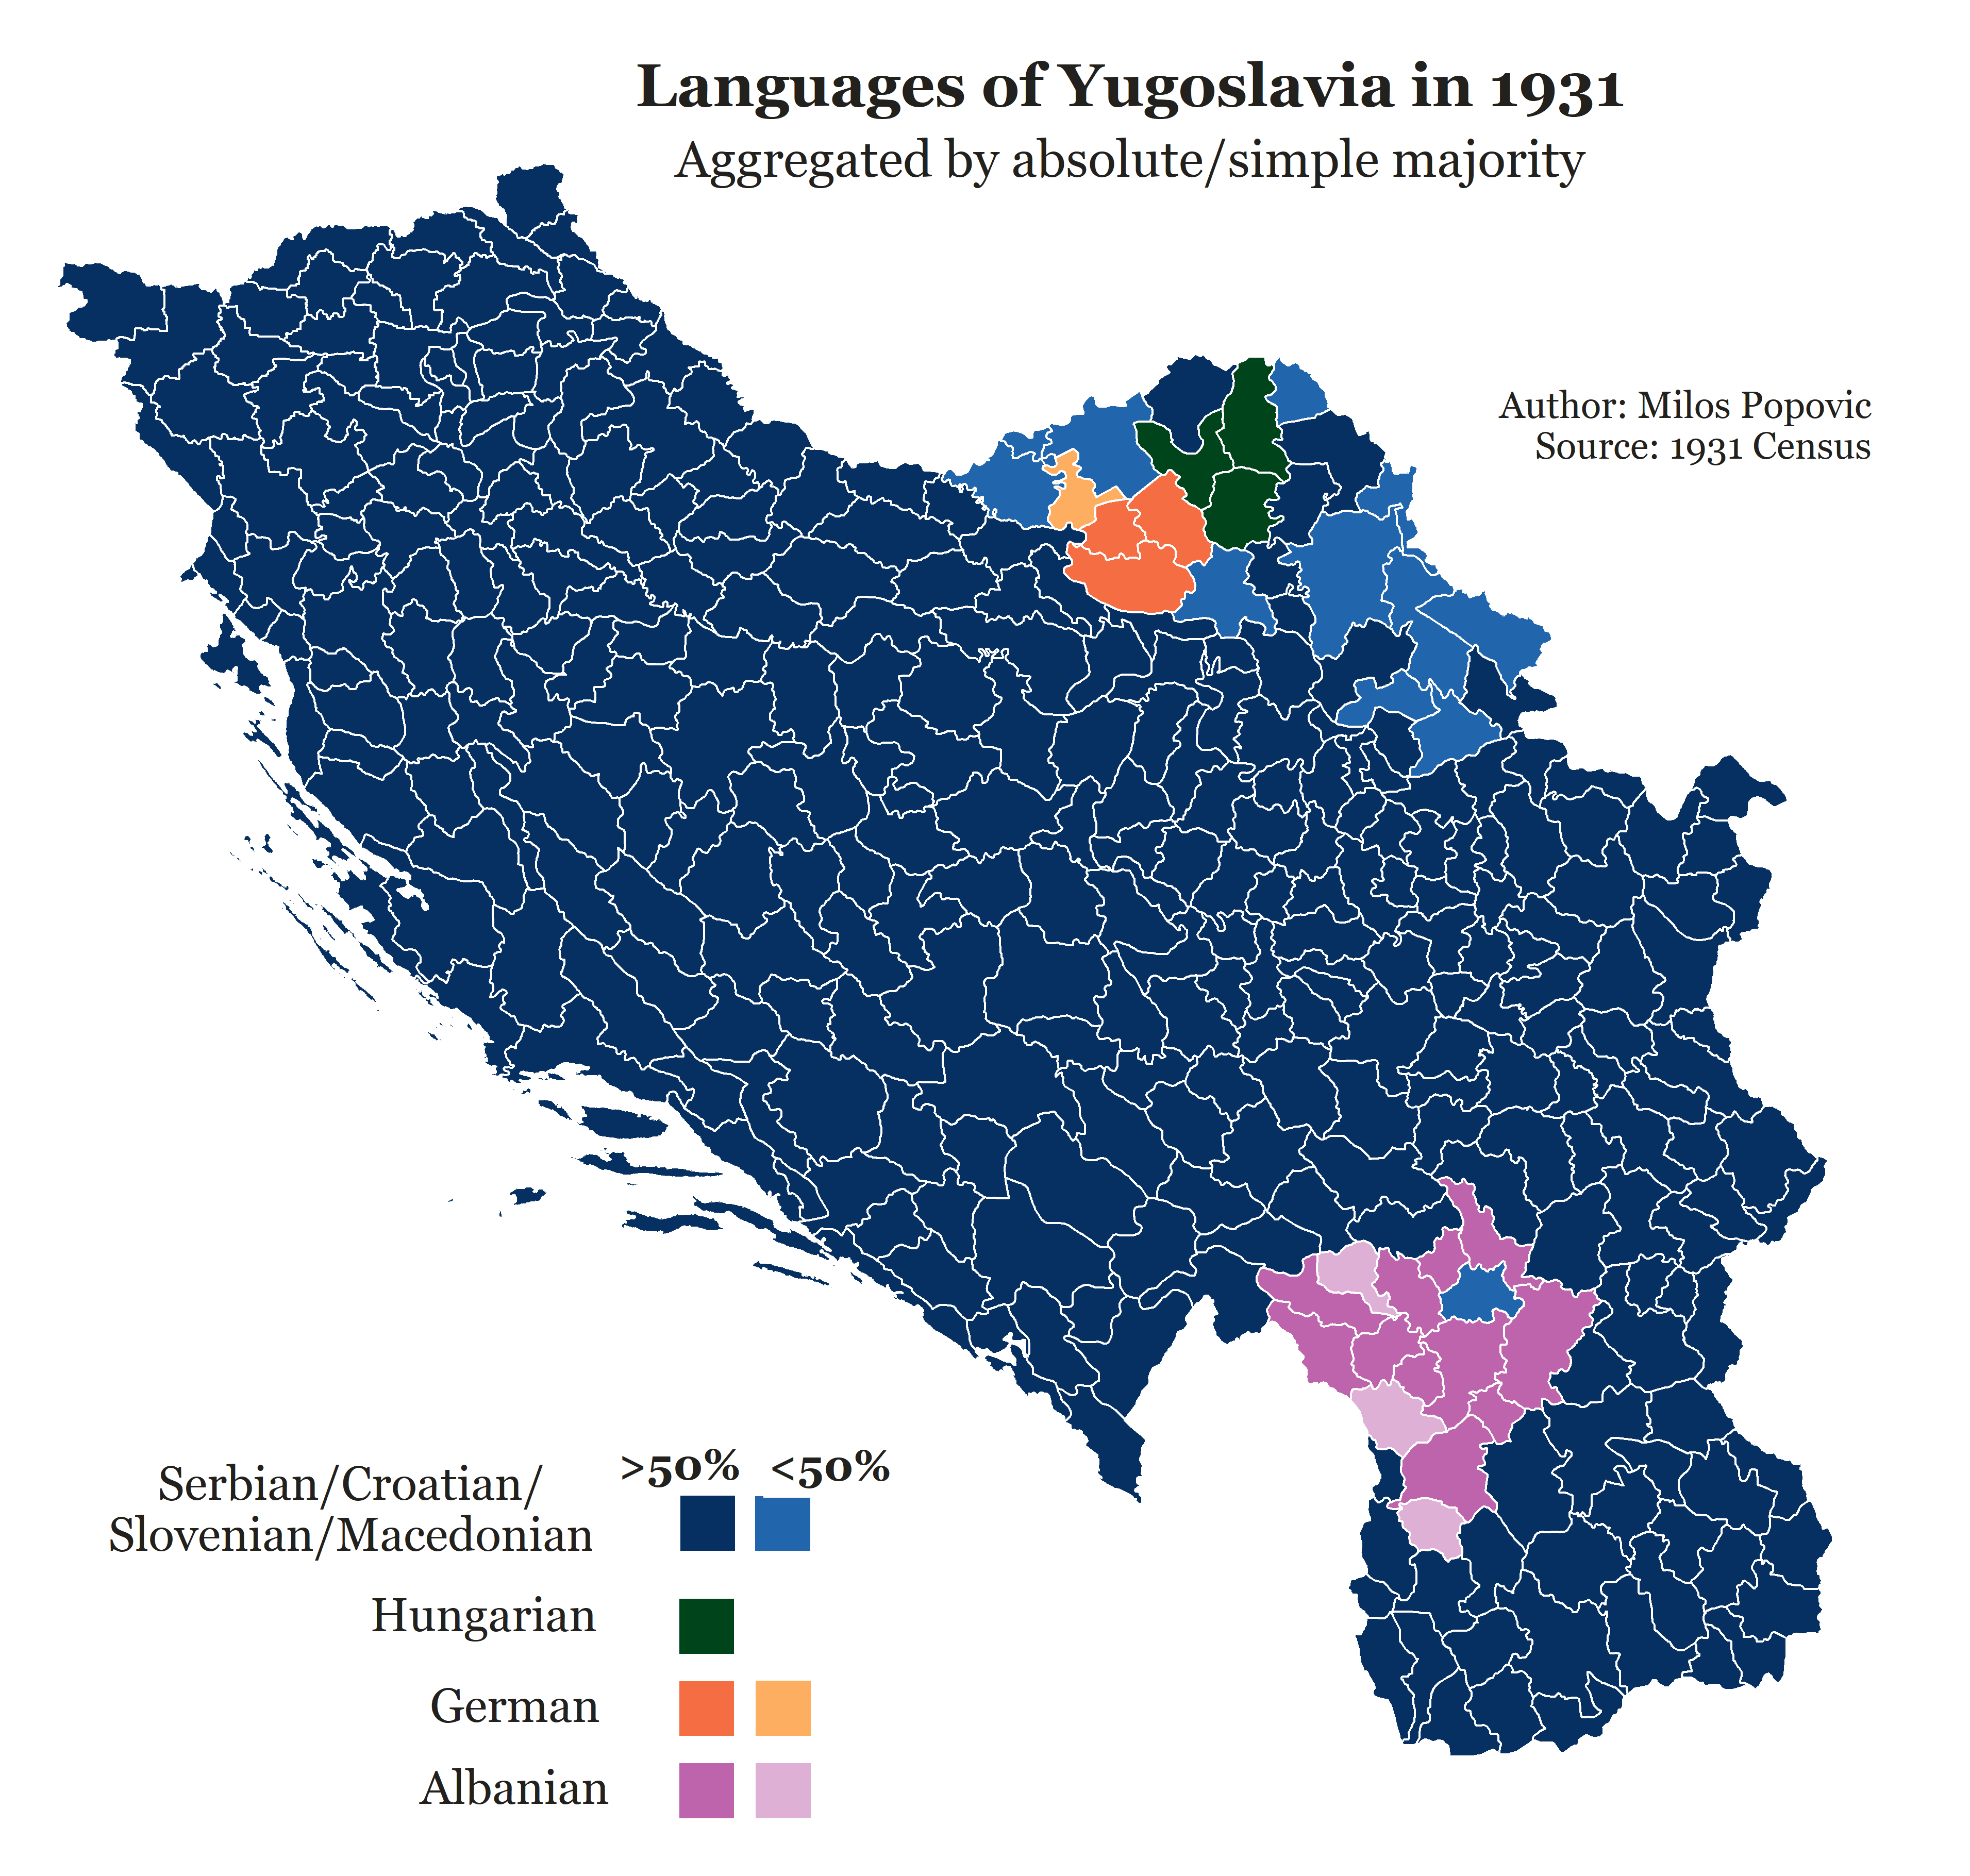 Languages of Yugoslavia in 1931
Aggregated by absolute/simple majority
Author: Milos Popovic
Source: 1931 Census
>50% <50%
Serbian/Croatian/
Slovenian/Macedonian
Hungarian
German
Albanian